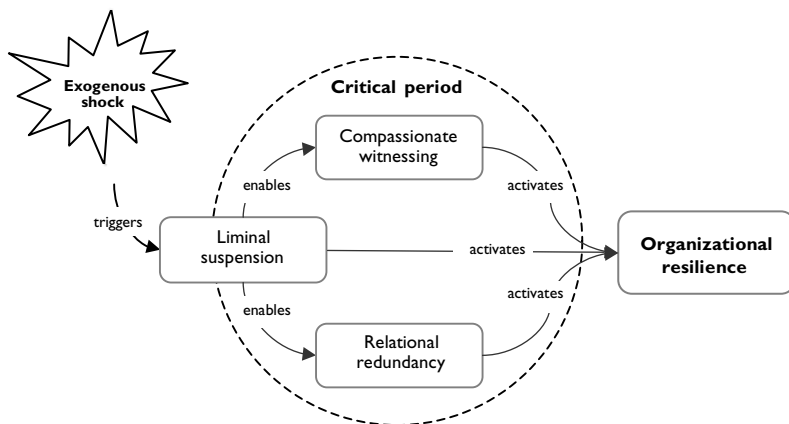 Exogenous
shock
Critical period
Compassionate
witnessing
enables
activates
triggers
Liminal
suspension
activates
Organizational
resilience
enables
activates
Relational
redundancy